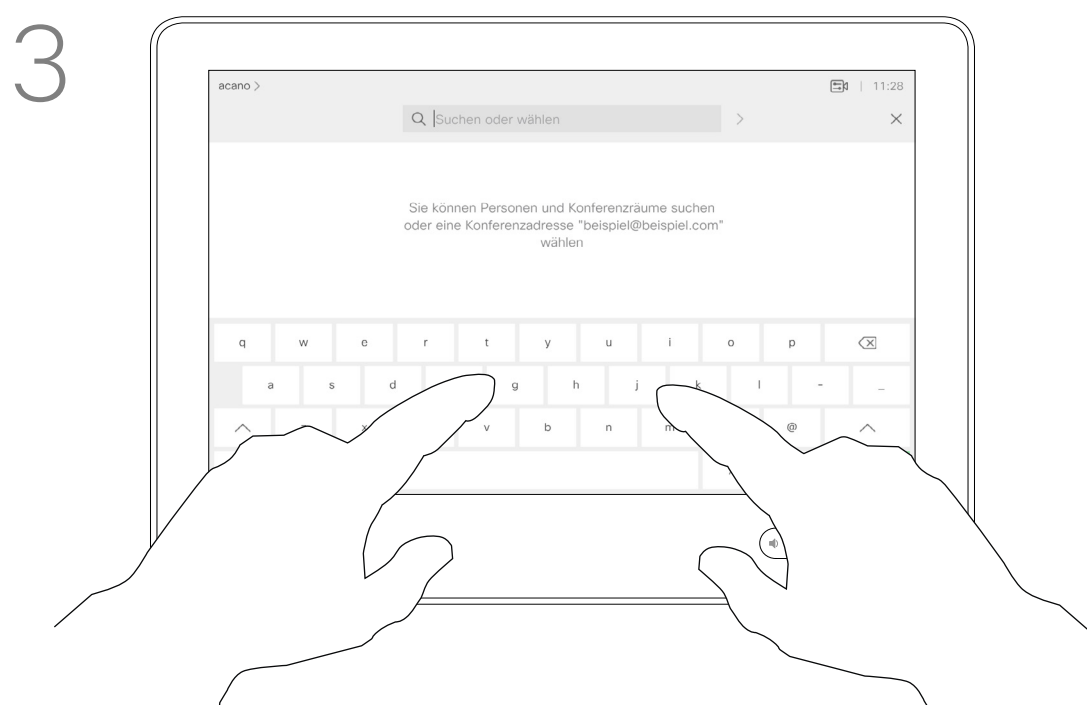 3
acano >
11:28
Suchen oder wählen
Sie können Personen und Konferenzräume suchen
oder eine Konferenzadresse "beispiel@beispiel.com"
wählen
q w e r t y u i o p
a s d g h j k l - _
x v b n m @